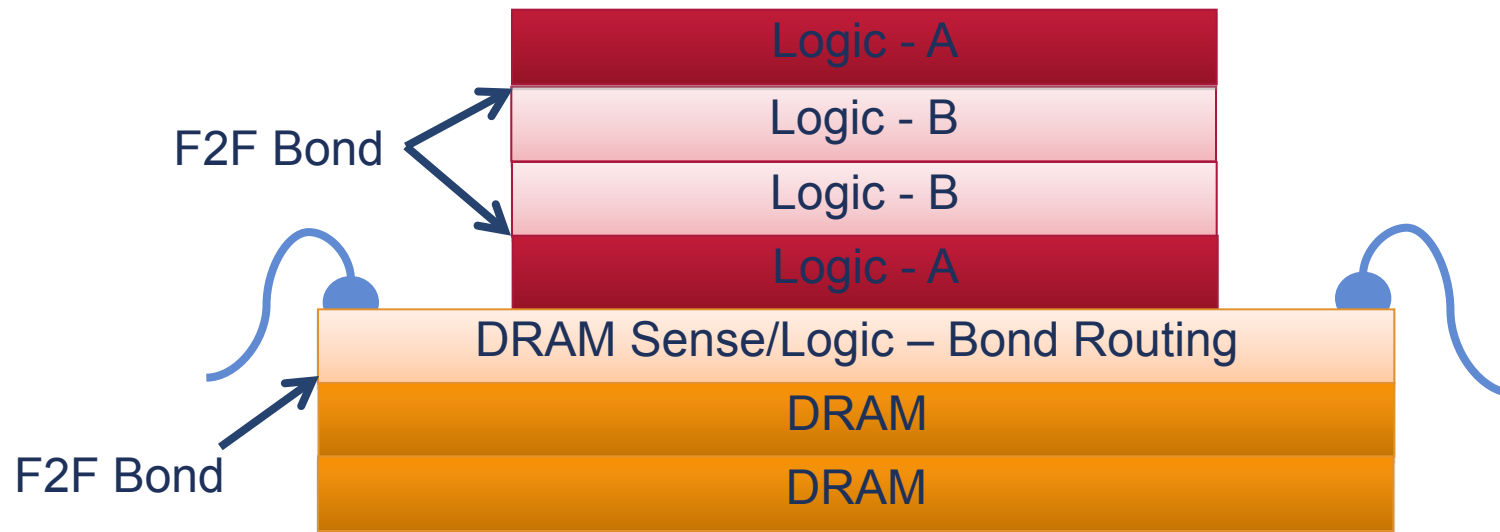 Logic - A
Logic - B
F2F Bond
Logic - B
Logic - A
DRAM Sense/Logic – Bond Routing
DRAM
F2F Bond
DRAM